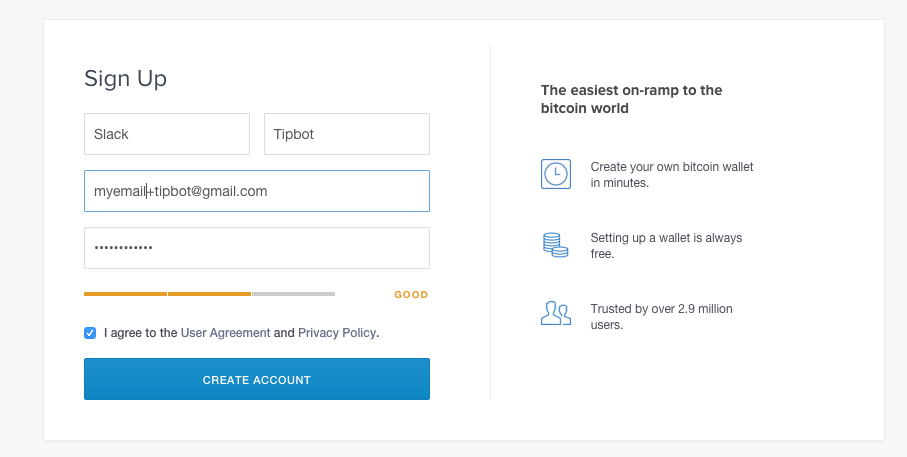 Sign Up
Slack
Tipbot
myemail+tipbot@gmail.com
••••••••••••
GOOD
I agree to the User Agreement and Privacy Policy.
CREATE ACCOUNT
The easiest on-ramp to the
bitcoin world
Create your own bitcoin wallet
in minutes.
Setting up a wallet is always
free.
Trusted by over 2.9 million
users.